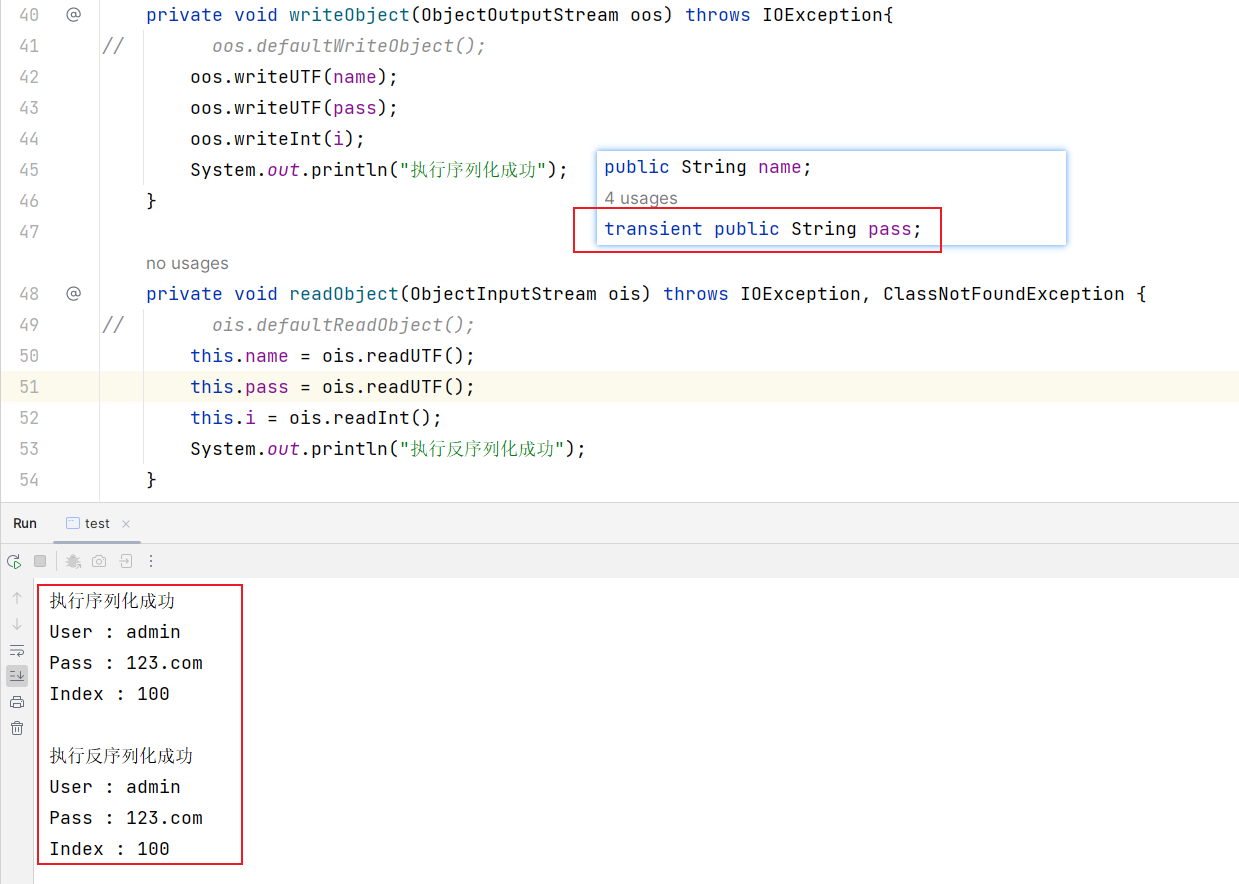 40 @ private void writeObject(ObjectOutputStream oos) throws IOException{
41 // oos.defaultWriteObject();
42 oos.writeUTF(name);
43 oos.writeUTF(pass);
44 oos.writeInt(i);
45 System.out.println("执行序列化成功");
46 }
47
public String name;
4 usages
transient public String pass;
no usages
48 @ private void readObject(ObjectInputStream ois) throws IOException, ClassNotFoundException {
49 // ois.defaultReadObject();
50 this.name = ois.readUTF();
51 this.pass = ois.readUTF();
52 this.i = ois.readInt();
53 System.out.println("执行反序列化成功");
54 }
Run test ×
执行序列化成功
User : admin
Pass : 123.com
Index : 100
执行反序列化成功
User : admin
Pass : 123.com
Index : 100